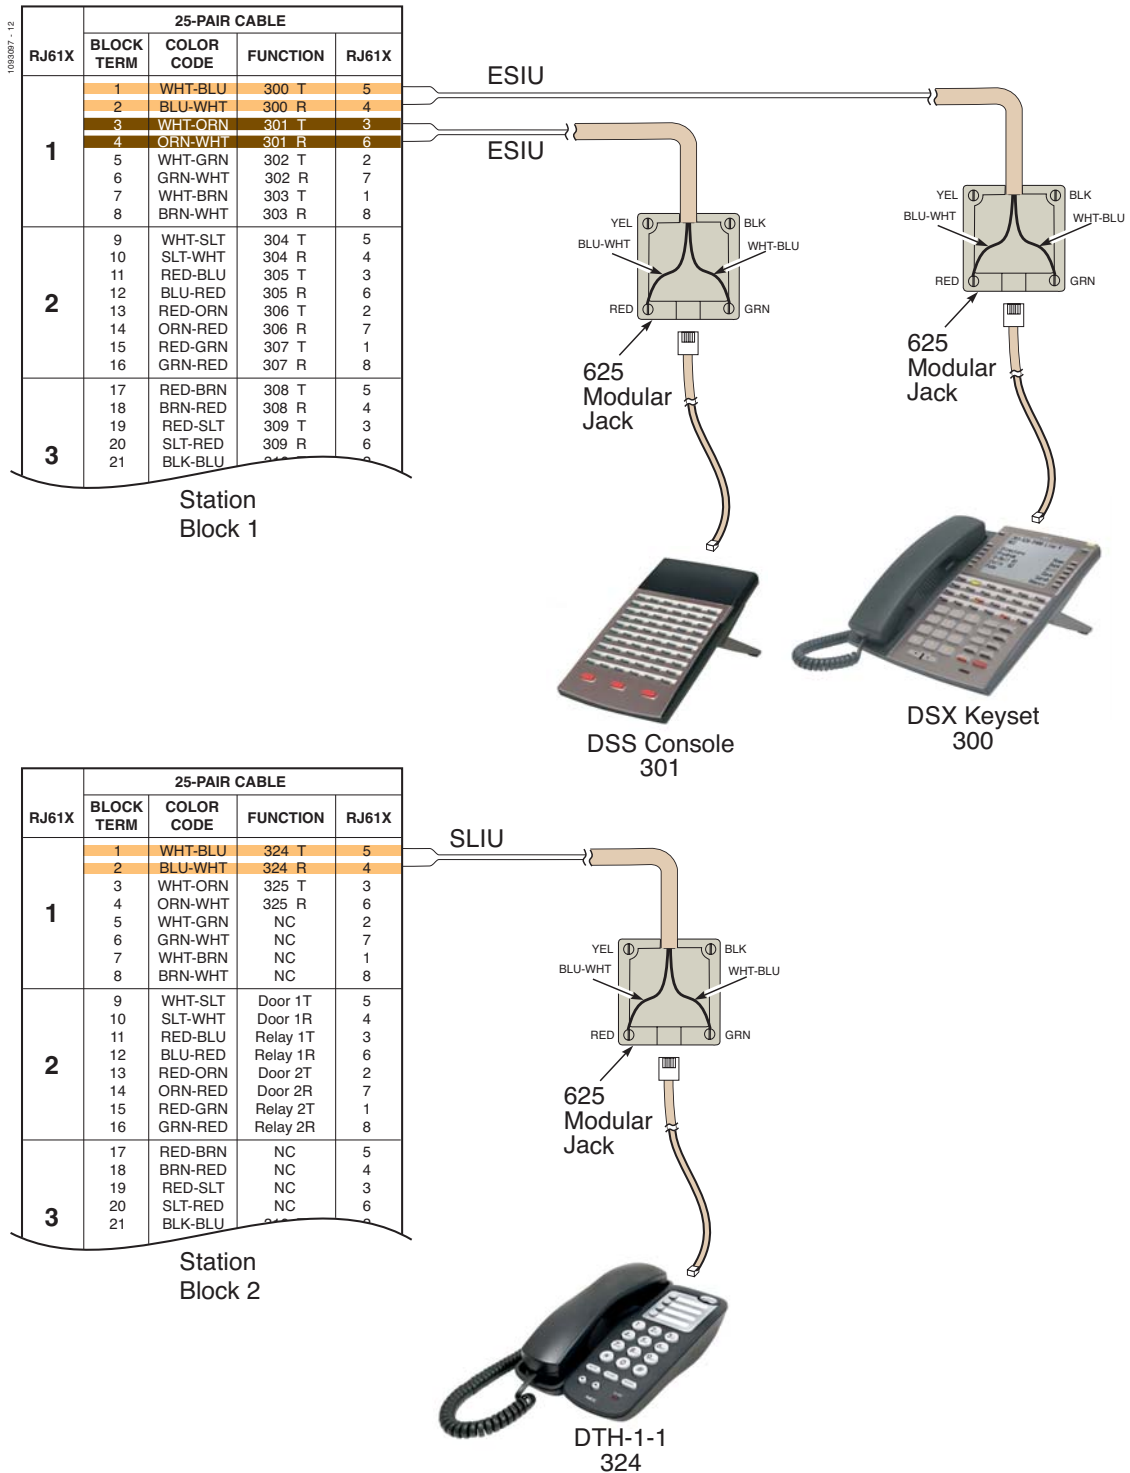 1093097 - 12
25-PAIR CABLE
RJ61X BLOCK TERM COLOR CODE FUNCTION RJ61X
1
1 WHT-BLU 300 T 5
2 BLU-WHT 300 R 4
3 WHT-ORN 301 T 3
4 ORN-WHT 301 R 6
5 WHT-GRN 302 T 2
6 GRN-WHT 302 R 7
7 WHT-BRN 303 T 1
8 BRN-WHT 303 R 8
2
9 WHT-SLT 304 T 5
10 SLT-WHT 304 R 4
11 RED-BLU 305 T 3
12 BLU-RED 305 R 6
13 RED-ORN 306 T 2
14 ORN-RED 306 R 7
15 RED-GRN 307 T 1
16 GRN-RED 307 R 8
3
17 RED-BRN 308 T 5
18 BRN-RED 308 R 4
19 RED-SLT 309 T 3
20 SLT-RED 309 R 6
21 BLK-BLU
Station
Block 1
ESIU
ESIU
YEL BLK
BLU-WHT WHT-BLU
RED GRN
625
Modular
Jack
YEL BLK
BLU-WHT WHT-BLU
RED GRN
625
Modular
Jack
DSS Console
301
DSX Keyset
300
25-PAIR CABLE
RJ61X BLOCK TERM COLOR CODE FUNCTION RJ61X
1
1 WHT-BLU 324 T 5
2 BLU-WHT 324 R 4
3 WHT-ORN 325 T 3
4 ORN-WHT 325 R 6
5 WHT-GRN NC 2
6 GRN-WHT NC 7
7 WHT-BRN NC 1
8 BRN-WHT NC 8
2
9 WHT-SLT Door 1T 5
10 SLT-WHT Door 1R 4
11 RED-BLU Relay 1T 3
12 BLU-RED Relay 1R 6
13 RED-ORN Door 2T 2
14 ORN-RED Door 2R 7
15 RED-GRN Relay 2T 1
16 GRN-RED Relay 2R 8
3
17 RED-BRN NC 5
18 BRN-RED NC 4
19 RED-SLT NC 3
20 SLT-RED NC 6
21 BLK-BLU
Station
Block 2
SLIU
YEL BLK
BLU-WHT WHT-BLU
RED GRN
625
Modular
Jack
DTH-1-1
324